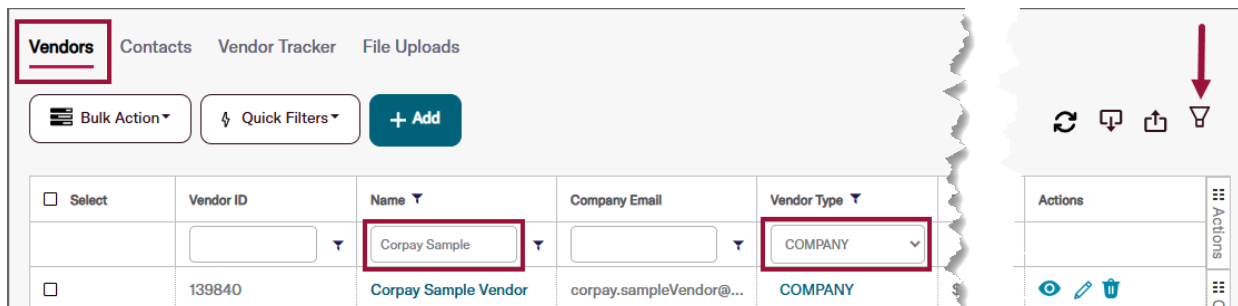 Vendors Contacts Vendor Tracker File Uploads
Bulk Action Quick Filters + Add
Select Vendor ID Name Company Email Vendor Type Actions
Actions
Corpay Sample COMPANY
139840 Corpay Sample Vendor corpay.sampleVendor@... COMPANY $